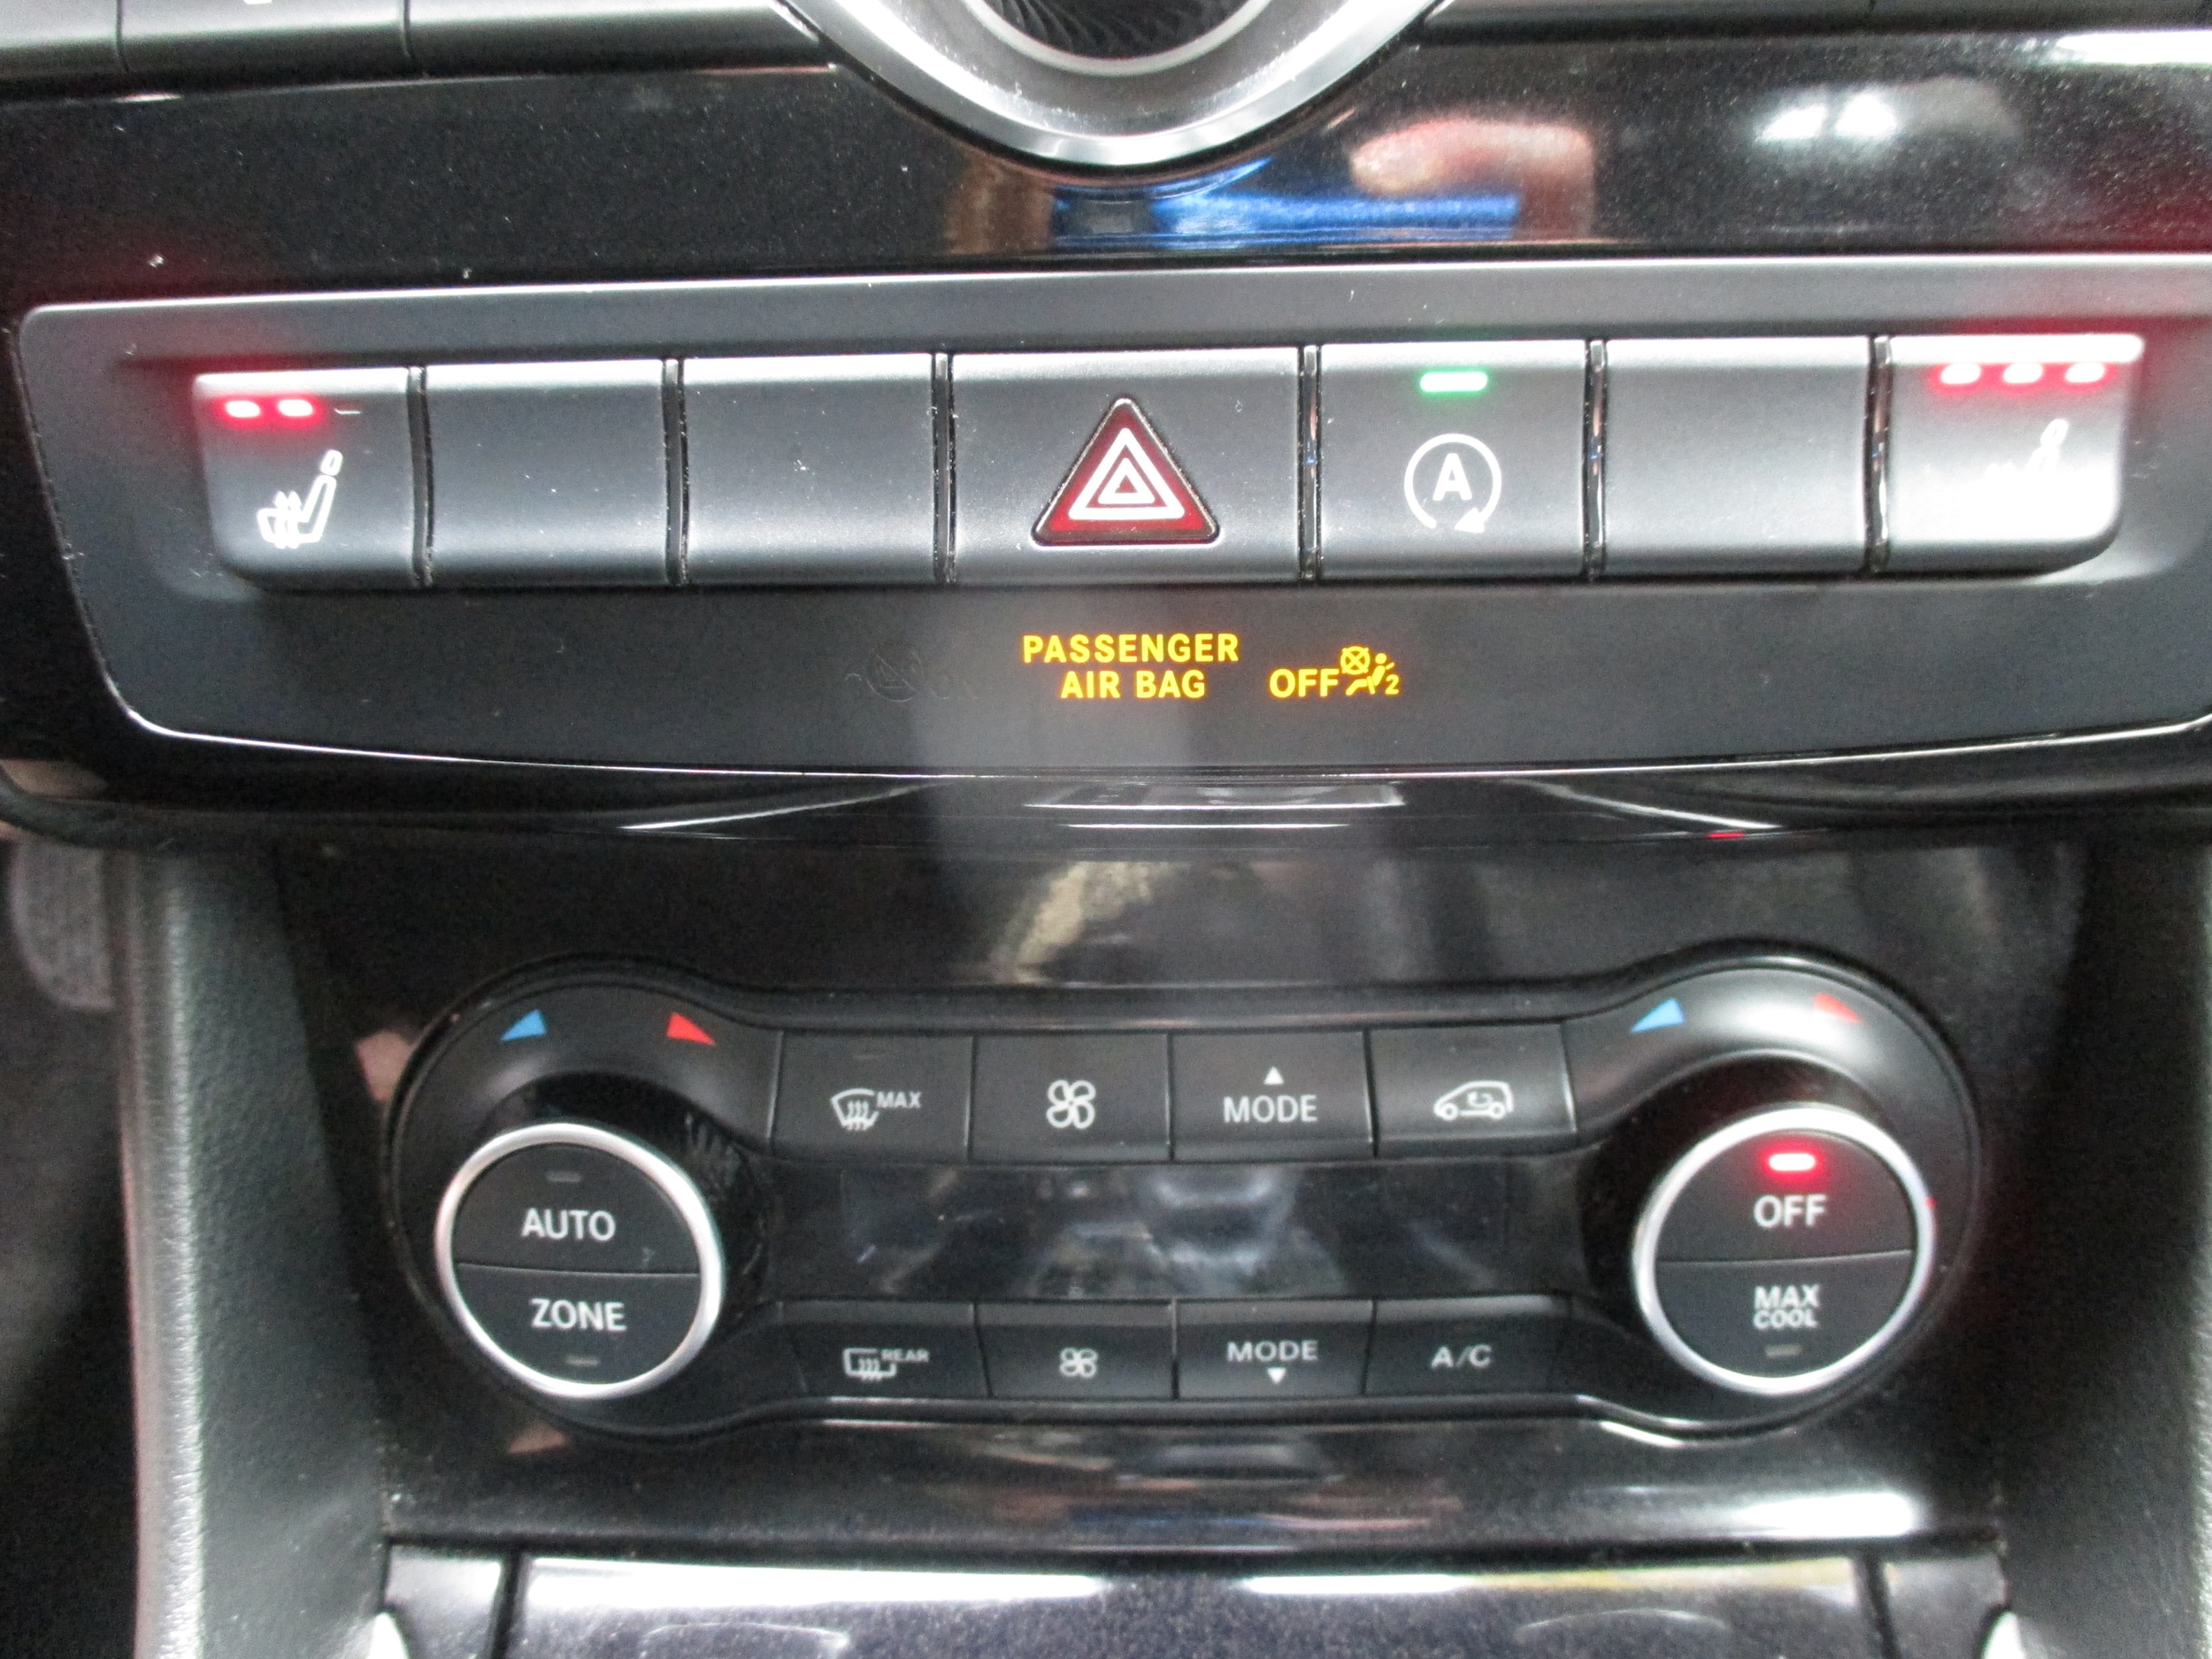 A
PASSENGER
AIR BAG OFF 2
MAX
MODE
AUTO
ZONE
OFF
MAX
COOL
REAR
MODE
A/C